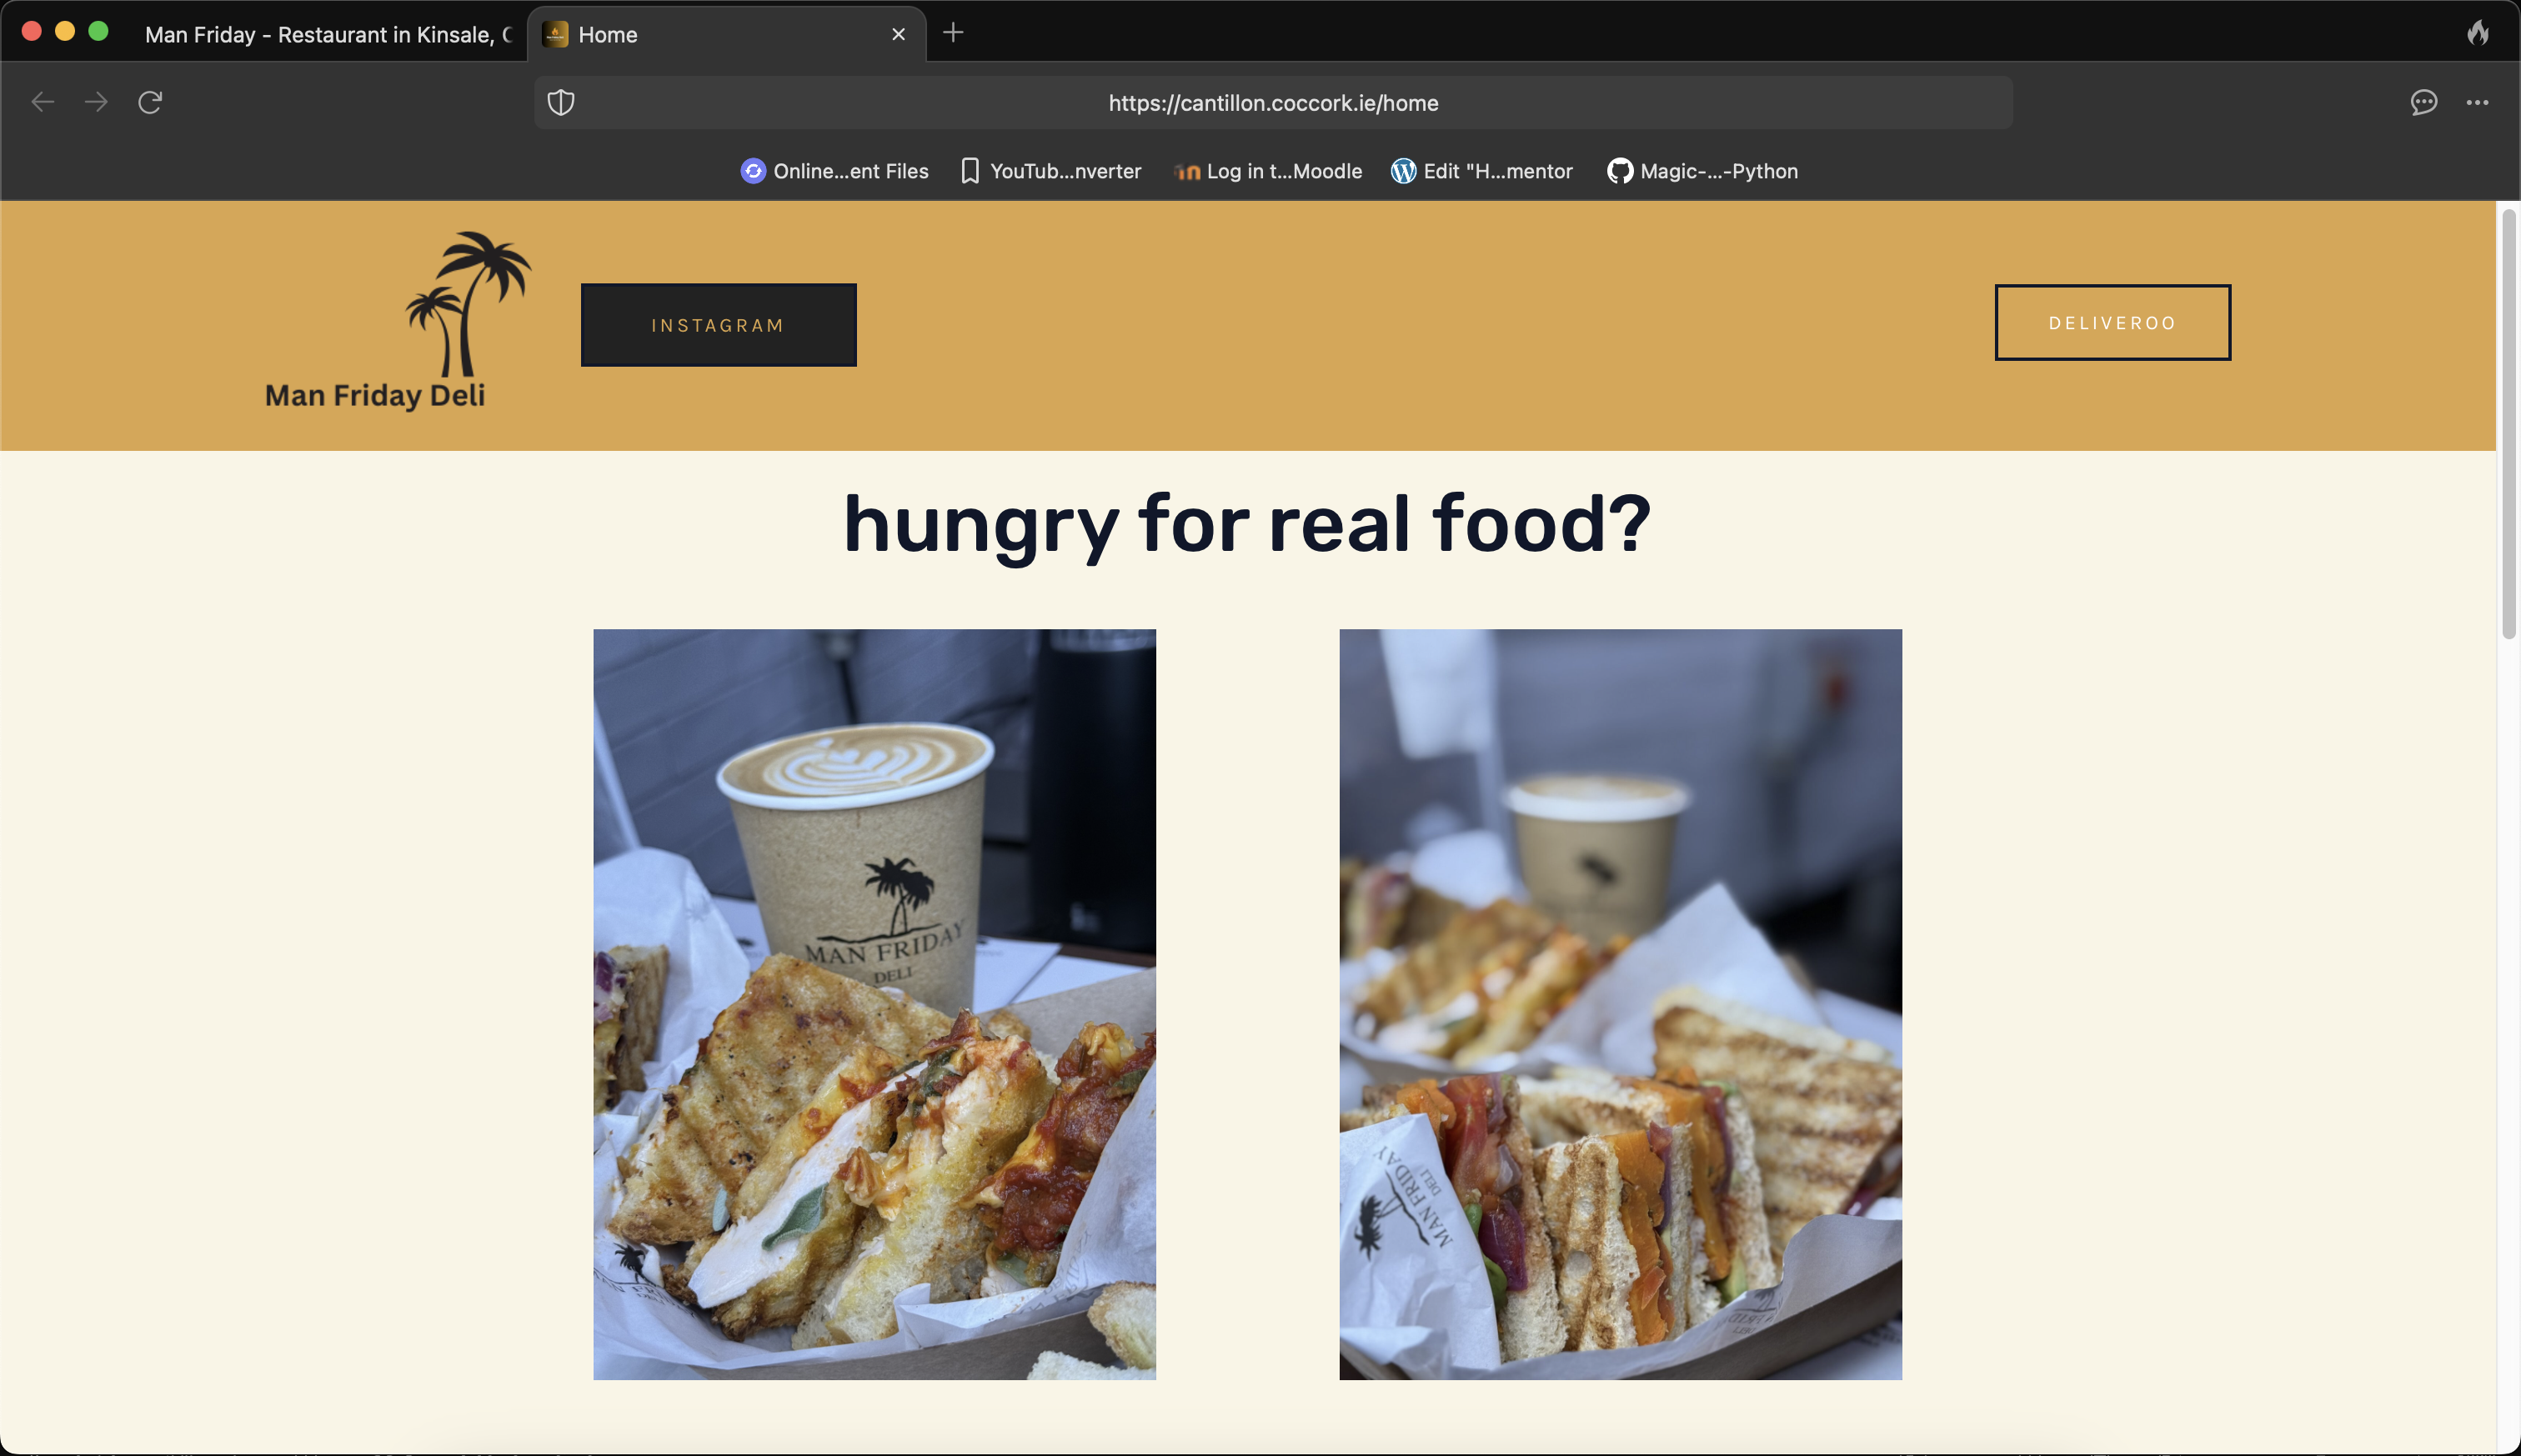 Man Friday - Restaurant in Kinsale,
Home
https://cantillon.coccork.ie/home
Online...ent Files
YouTub...nverter
Log in t...Moodle
Edit "H...mentor
Magic-...-Python
Man Friday Deli
INSTAGRAM
DELIVEROO
hungry for real food?
MAN FRIDAY
DELI
MAN FRIDAY
DELI